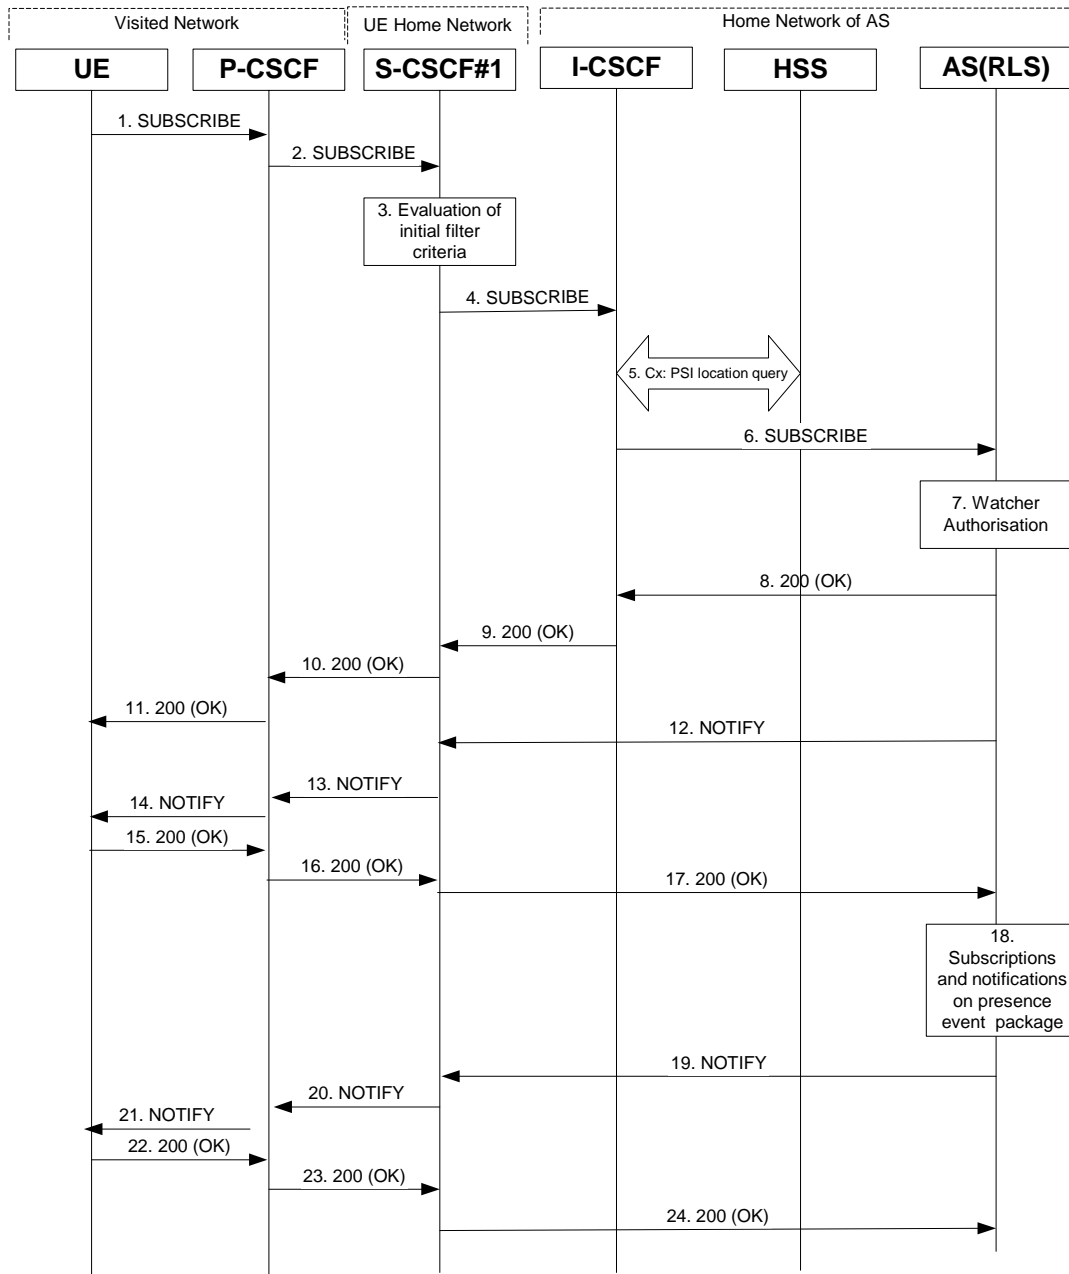 Visited Network
UE Home Network
Home Network of AS
UE
P-CSCF
S-CSCF#1
I-CSCF
HSS
AS(RLS)
1. SUBSCRIBE
2. SUBSCRIBE
3. Evaluation of
initial filter
criteria
4. SUBSCRIBE
5. Cx: PSI location query
6. SUBSCRIBE
7. Watcher
Authorisation
8. 200 (OK)
9. 200 (OK)
10. 200 (OK)
11. 200 (OK)
12. NOTIFY
13. NOTIFY
14. NOTIFY
15. 200 (OK)
16. 200 (OK)
17. 200 (OK)
18.
Subscriptions
and notifications
on presence
event package
19. NOTIFY
20. NOTIFY
21. NOTIFY
22. 200 (OK)
23. 200 (OK)
24. 200 (OK)